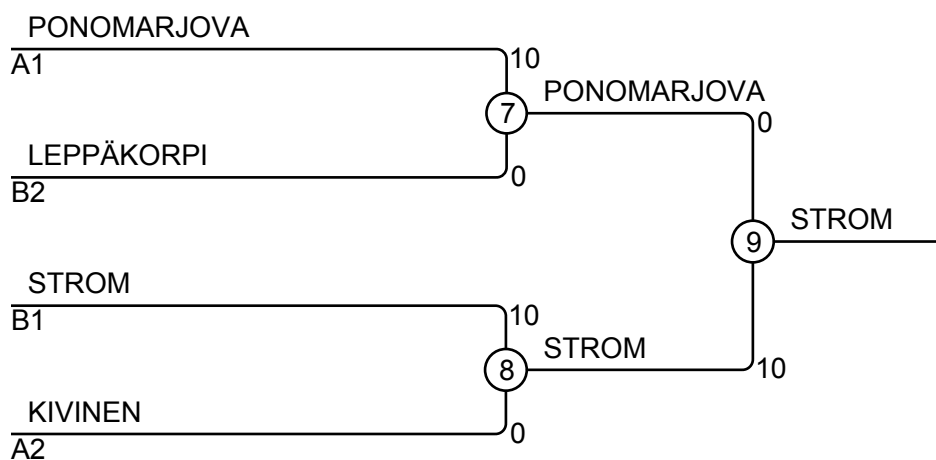 PONOMARJOVA
A1
10
7
PONOMARJOVA
0
LEPPÄKORPI
B2
0
9
STROM
STROM
B1
10
8
STROM
10
KIVINEN
A2
0